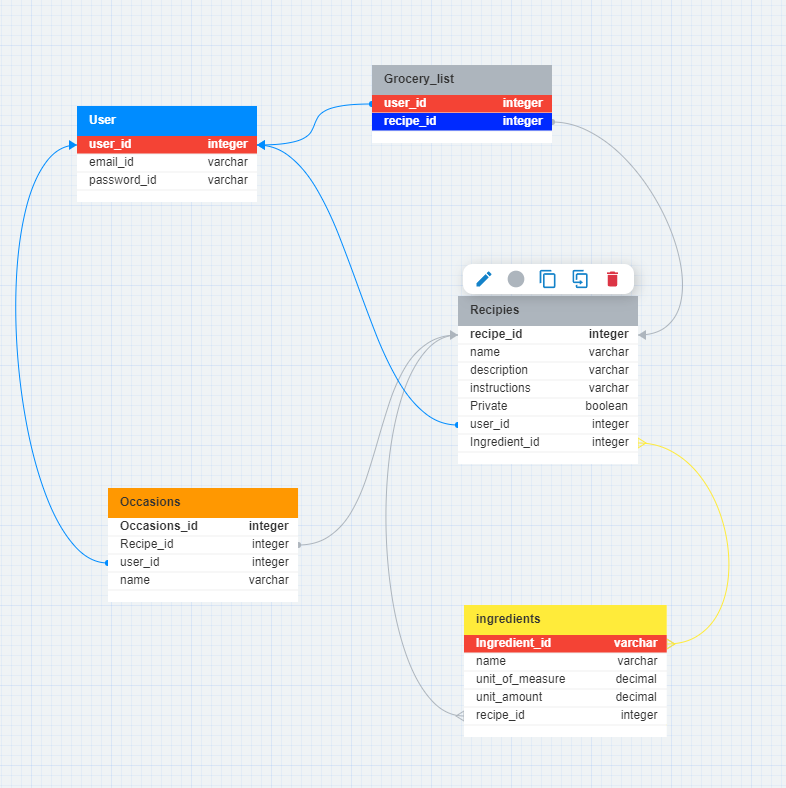 Grocery_list
user_id integer
recipe_id integer
User
user_id integer
email_id varchar
password_id varchar
Recipies
recipe_id integer
name varchar
description varchar
instructions varchar
Private boolean
user_id integer
Ingredient_id integer
Occasions
Occasions_id integer
Recipe_id integer
user_id integer
name varchar
ingredients
Ingredient_id varchar
name varchar
unit_of_measure decimal
unit_amount decimal
recipe_id integer